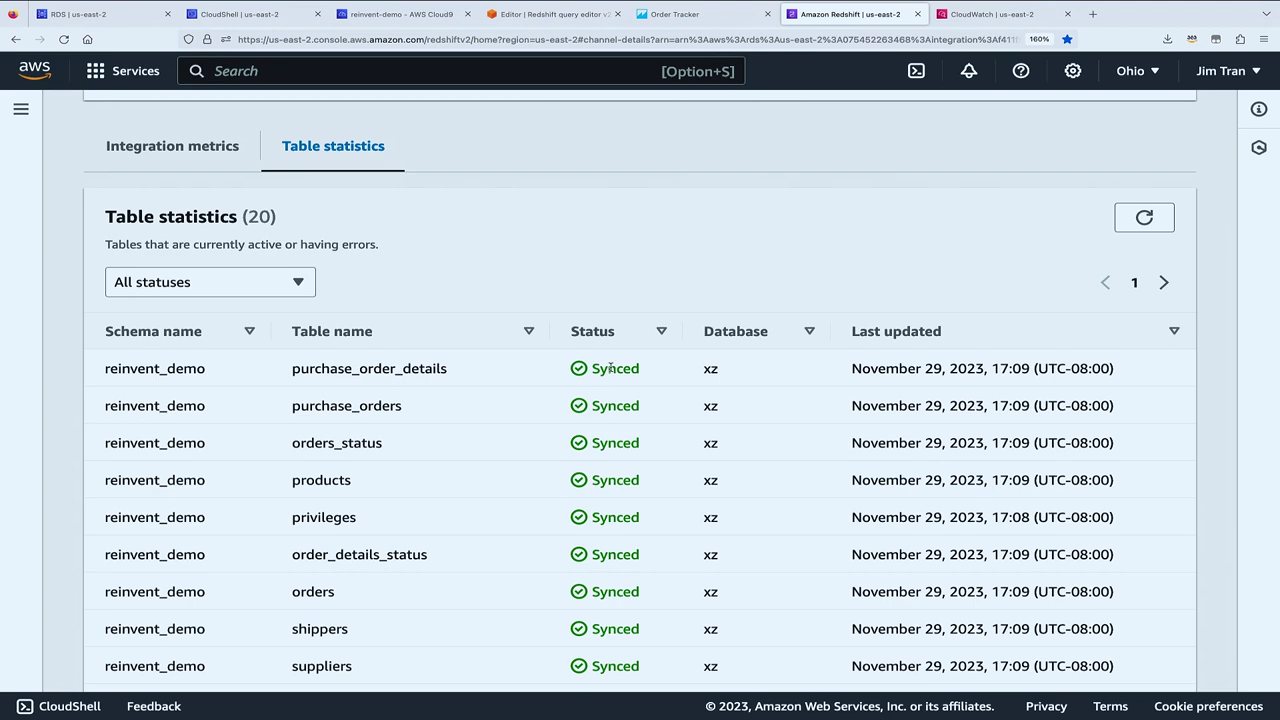 RDS | us-east-2
CloudShell | us-east-2
reinvent-demo - AWS Cloud9
Editor | Redshift query editor v2
Order Tracker
Amazon Redshift | us-east-2
CloudWatch | us-east-2
160%
aws
Services
Search
[Option+S]
Ohio
Jim Tran
Integration metrics
Table statistics
Table statistics (20)
Tables that are currently active or having errors.
All statuses
1
Schema name Table name Status Database Last updated
reinvent_demo purchase_order_details Synced xz November 29, 2023, 17:09 (UTC-08:00)
reinvent_demo purchase_orders Synced xz November 29, 2023, 17:09 (UTC-08:00)
reinvent_demo orders_status Synced xz November 29, 2023, 17:09 (UTC-08:00)
reinvent_demo products Synced xz November 29, 2023, 17:09 (UTC-08:00)
reinvent_demo privileges Synced xz November 29, 2023, 17:08 (UTC-08:00)
reinvent_demo order_details_status Synced xz November 29, 2023, 17:09 (UTC-08:00)
reinvent_demo orders Synced xz November 29, 2023, 17:09 (UTC-08:00)
reinvent_demo shippers Synced xz November 29, 2023, 17:09 (UTC-08:00)
reinvent_demo suppliers Synced xz November 29, 2023, 17:09 (UTC-08:00)
CloudShell Feedback © 2023, Amazon Web Services, Inc. or its affiliates. Privacy Terms Cookie preferences